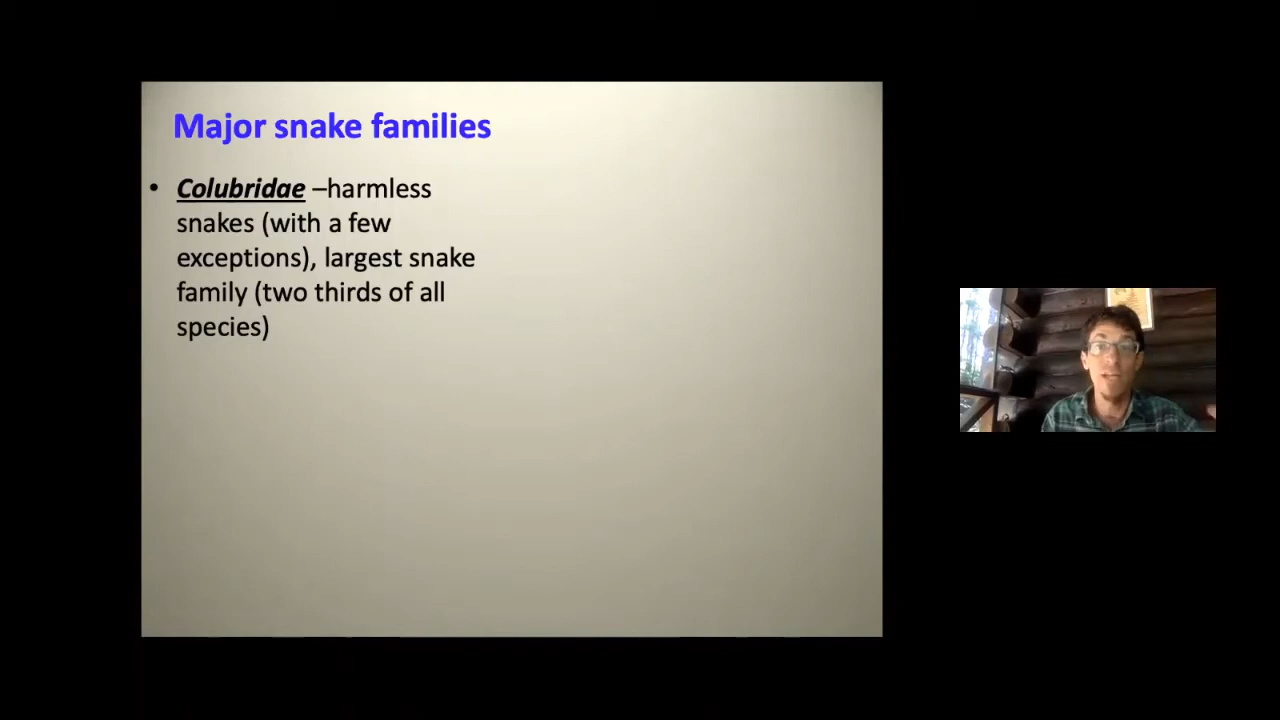 Major snake families
• Colubridae –harmless
snakes (with a few
exceptions), largest snake
family (two thirds of all
species)